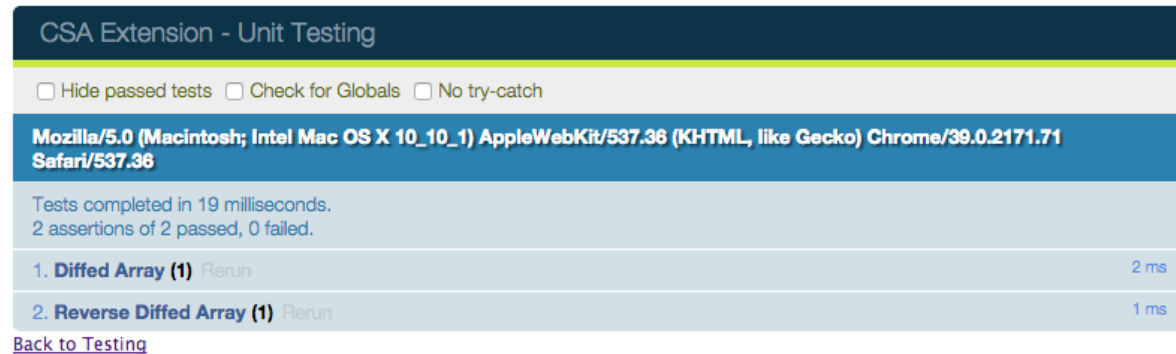 CSA Extension - Unit Testing
Hide passed tests Check for Globals No try-catch
Mozilla/5.0 (Macintosh; Intel Mac OS X 10_10_1) AppleWebKit/537.36 (KHTML, like Gecko) Chrome/39.0.2171.71
Safari/537.36
Tests completed in 19 milliseconds.
2 assertions of 2 passed, 0 failed.
1. Diffed Array (1) Rerun 2 ms
2. Reverse Diffed Array (1) Rerun 1 ms
Back to Testing